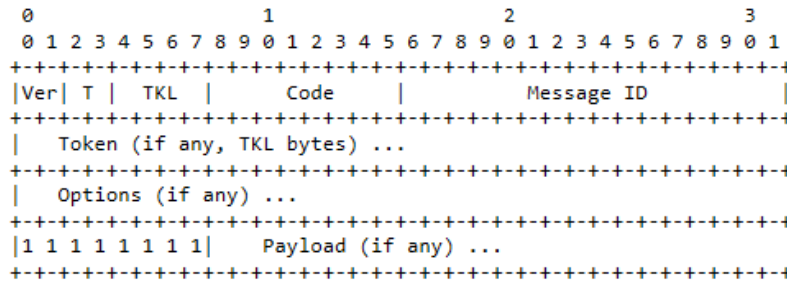 0                   1                   2                   3
 0 1 2 3 4 5 6 7 8 9 0 1 2 3 4 5 6 7 8 9 0 1 2 3 4 5 6 7 8 9 0 1
+-+-+-+-+-+-+-+-+-+-+-+-+-+-+-+-+-+-+-+-+-+-+-+-+-+-+-+-+-+-+-+-+
|Ver| T |  TKL  |      Code     |          Message ID           |
+-+-+-+-+-+-+-+-+-+-+-+-+-+-+-+-+-+-+-+-+-+-+-+-+-+-+-+-+-+-+-+-+
|   Token (if any, TKL bytes) ...
+-+-+-+-+-+-+-+-+-+-+-+-+-+-+-+-+-+-+-+-+-+-+-+-+-+-+-+-+-+-+-+-+
|   Options (if any) ...
+-+-+-+-+-+-+-+-+-+-+-+-+-+-+-+-+-+-+-+-+-+-+-+-+-+-+-+-+-+-+-+-+
|1 1 1 1 1 1 1 1|    Payload (if any) ...
+-+-+-+-+-+-+-+-+-+-+-+-+-+-+-+-+-+-+-+-+-+-+-+-+-+-+-+-+-+-+-+-+